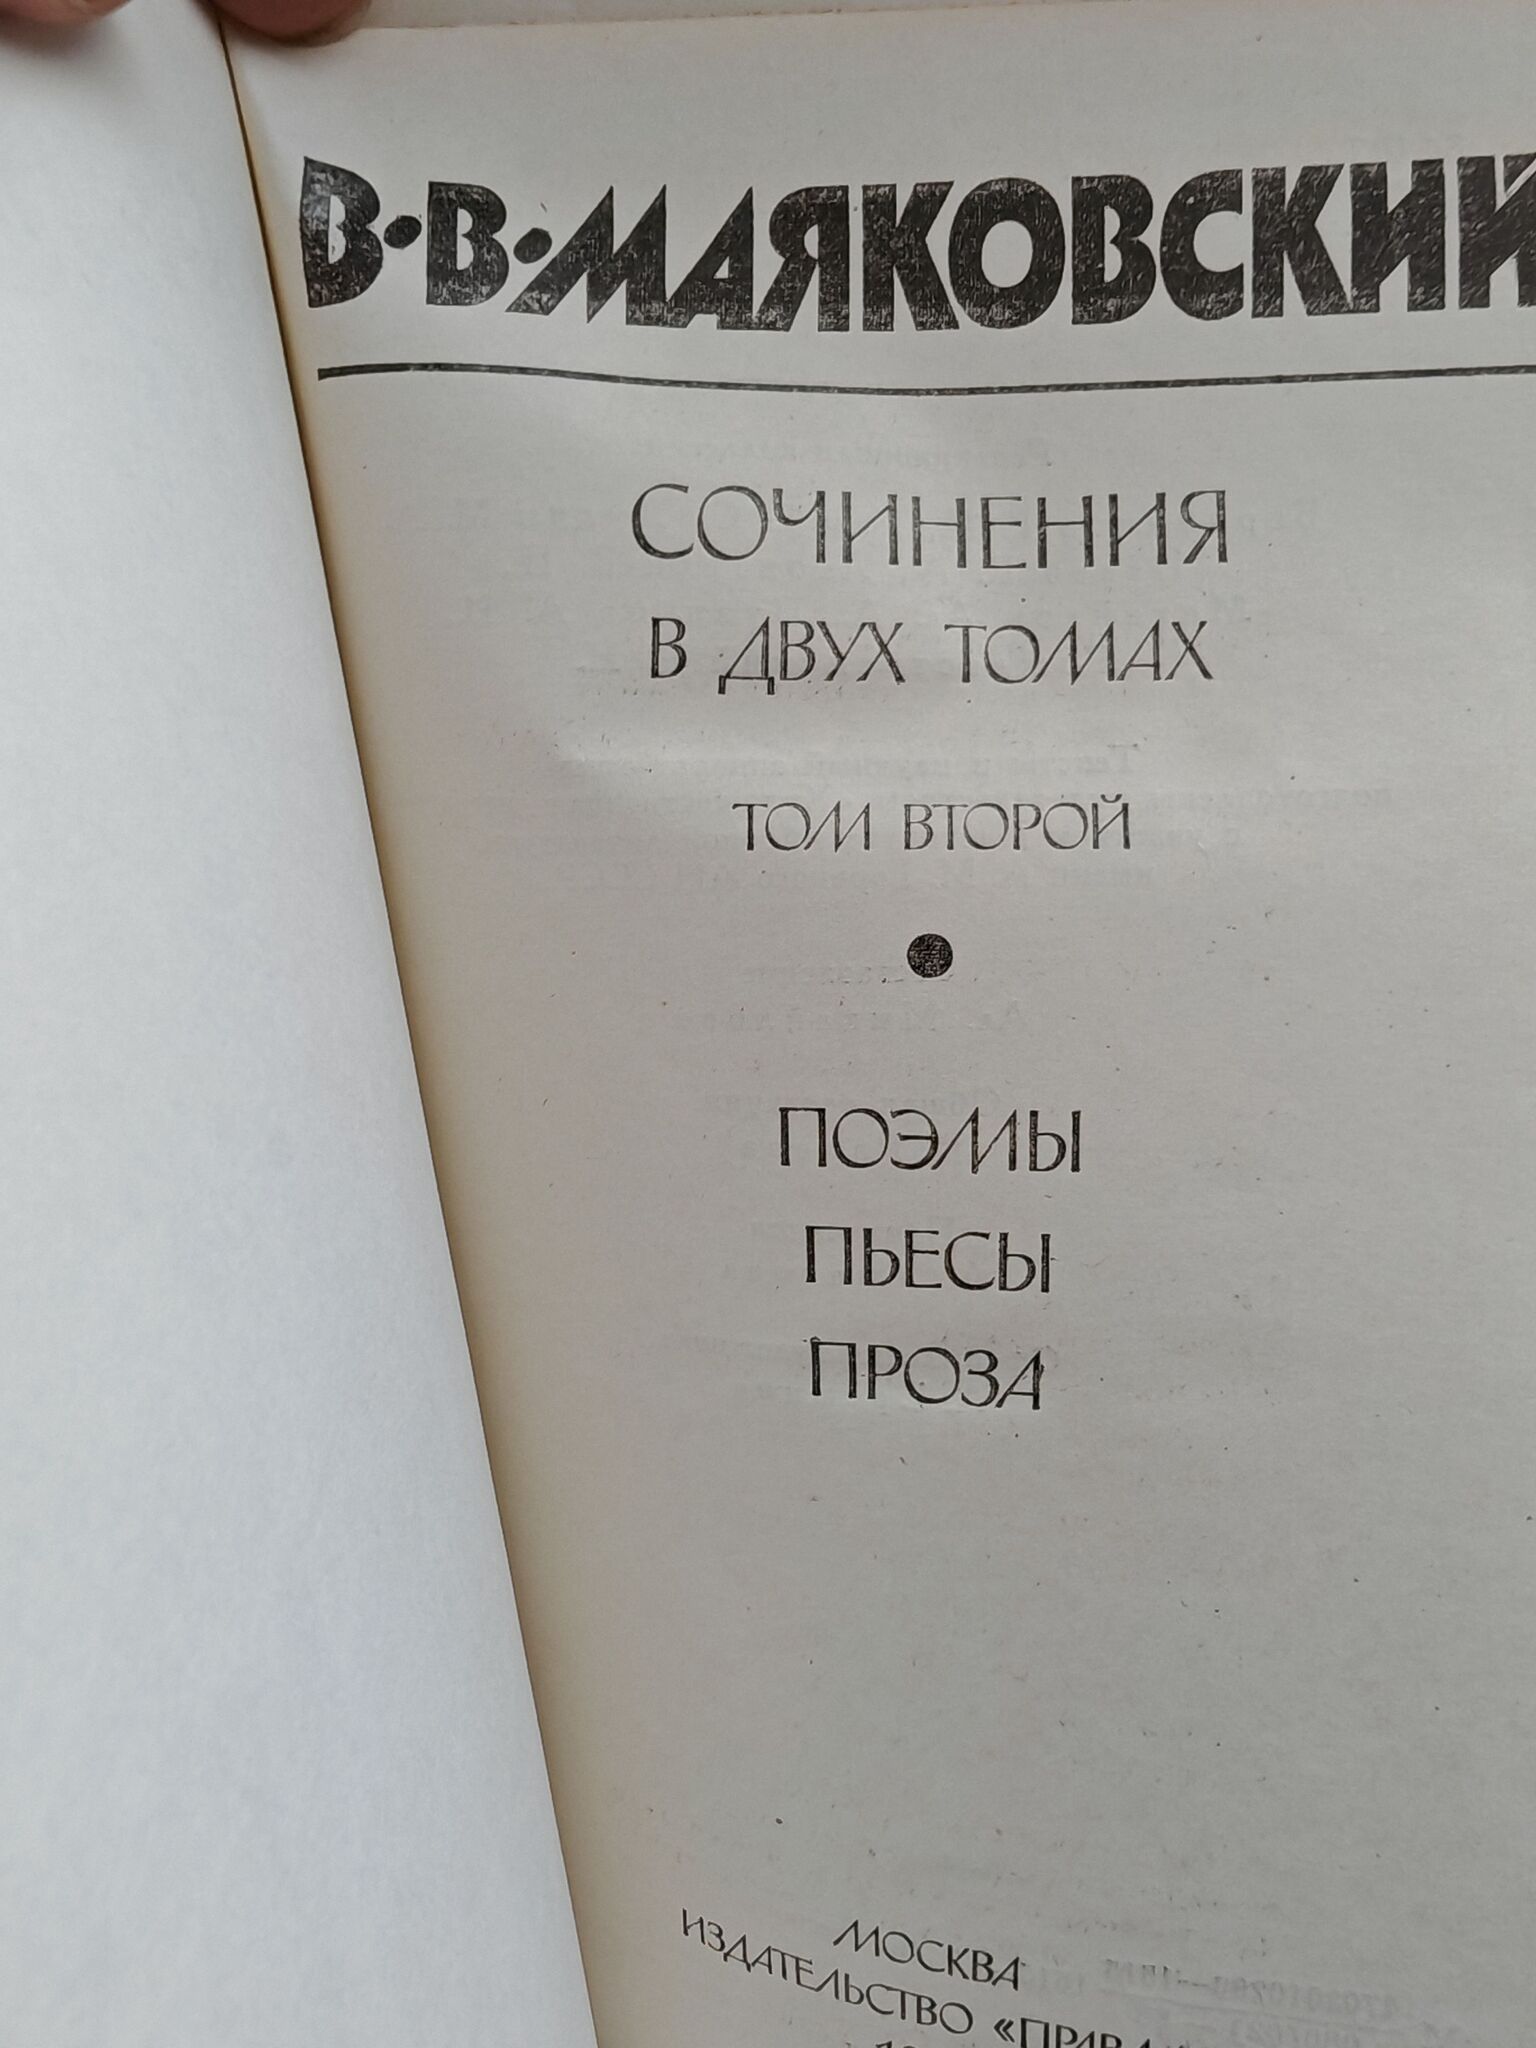 В·В·МАЯКОВСКИЙ
СОЧИНЕНИЯ
В ДВУХ ТОМАХ
ТОМ ВТОРОЙ
ПОЭМЫ
ПЬЕСЫ
ПРОЗА
МОСКВА
ИЗДАТЕЛЬСТВО